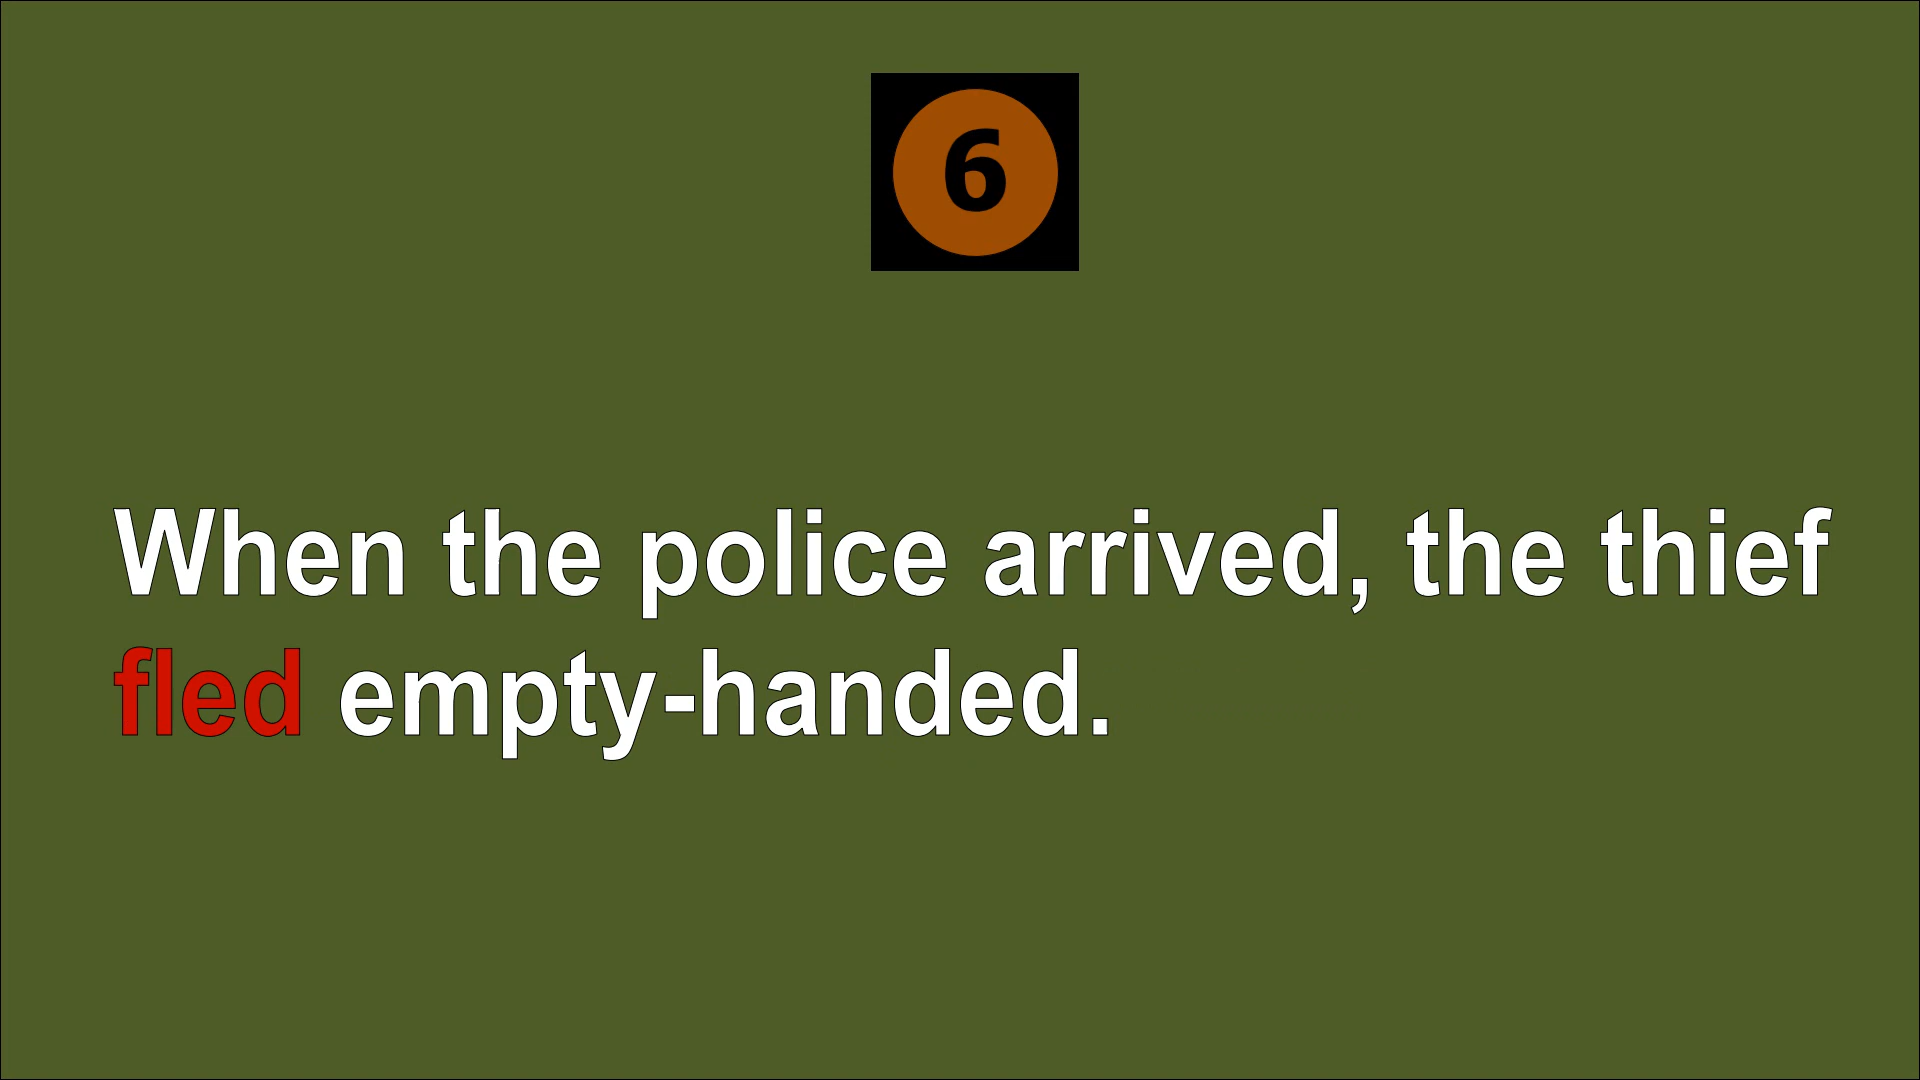 6
When the police arrived, the thief
fled empty-handed.